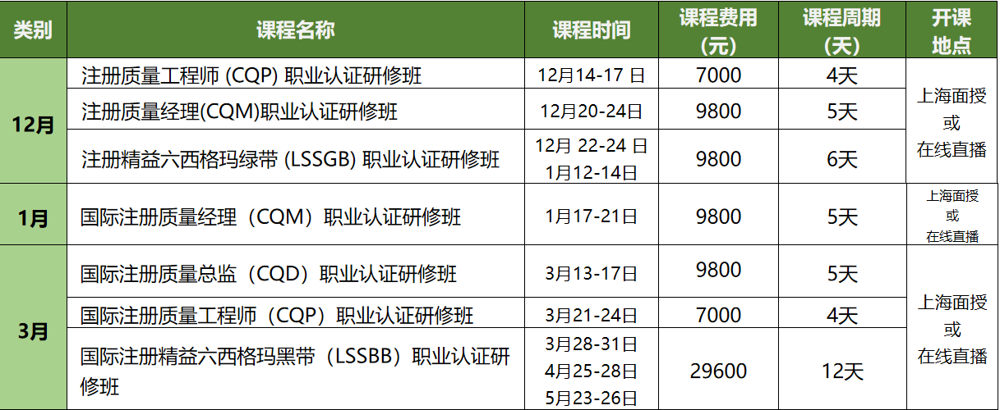 类别 课程名称 课程时间 课程费用(元) 课程周期(天) 开课地点
12月
注册质量工程师 (CQP) 职业认证研修班 12月14-17 日 7000 4天
注册质量经理(CQM)职业认证研修班 12月20-24日 9800 5天
注册精益六西格玛绿带 (LSSGB) 职业认证研修班 12月 22-24 日 9800 6天
1月12-14日
上海面授
或
在线直播
1月 国际注册质量经理（CQM）职业认证研修班 1月17-21日 9800 5天
上海面授
或
在线直播
3月
国际注册质量总监（CQD）职业认证研修班 3月13-17日 9800 5天
国际注册质量工程师（CQP）职业认证研修班 3月21-24日 7000 4天
国际注册精益六西格玛黑带（LSSBB）职业认证研
修班
3月28-31日
4月25-28日
5月23-26日
29600 12天
上海面授
或
在线直播